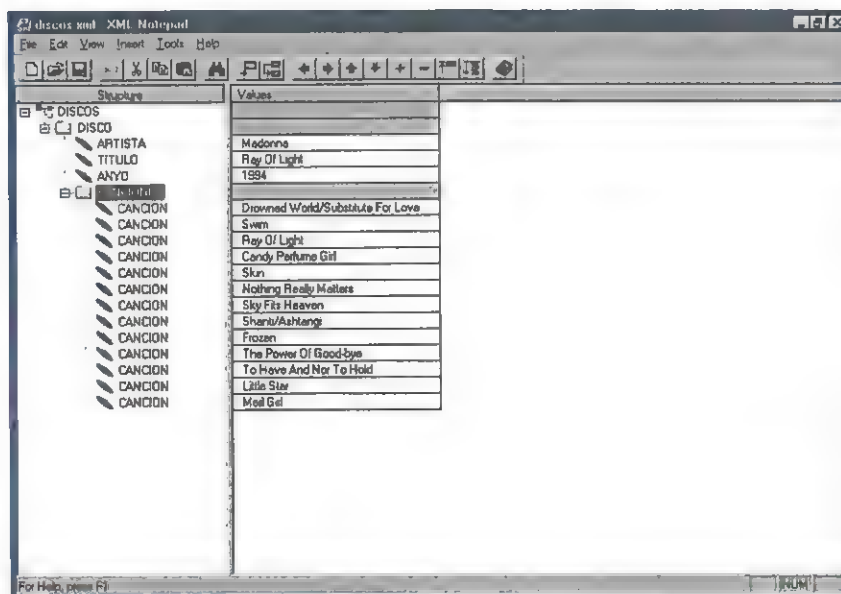 discos.xml XML Notepad
File Edit View Insert Tools Help
Structure Values
DISCOS
DISCO
ARTISTA Madonna
TITULO Ray Of Light
ANYO 1994
CANCION Drowned World/Substitute For Love
CANCION Swim
CANCION Ray Of Light
CANCION Candy Perfume Girl
CANCION Skin
CANCION Nothing Really Matters
CANCION Sky Fits Heaven
CANCION Shanti/Ashtangi
CANCION Frozen
CANCION The Power Of Good-bye
CANCION To Have And Nor To Hold
CANCION Little Star
CANCION Mer Gel
For Help, press F1 NUM